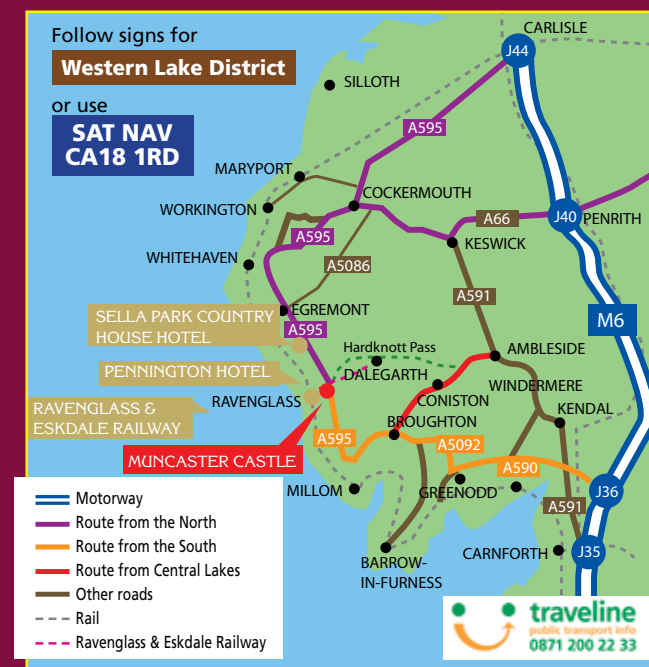 Follow signs for
Western Lake District
or use
SAT NAV
CA18 1RD
CARLISLE
J44
SILLOTH
A595
MARYPORT
COCKERMOUTH
WORKINGTON
A66
J40
PENRITH
A595
KESWICK
WHITEHAVEN
A5086
A591
EGREMONT
M6
SELLA PARK COUNTRY
HOUSE HOTEL
A595
Hardknott Pass
AMBLESIDE
PENNINGTON HOTEL
DALEGARTH
WINDERMERE
RAVENGLASS
CONISTON
KENDAL
RAVENGLASS &
ESKDALE RAILWAY
BROUGHTON
A595
A5092
MUNCASTER CASTLE
A590
MILLOM
GREENODD
J36
A591
BARROW-
IN-FURNESS
CARNFORTH
J35
Motorway
Route from the North
Route from the South
Route from Central Lakes
Other roads
Rail
Ravenglass & Eskdale Railway
traveline
public transport info
0871 200 22 33